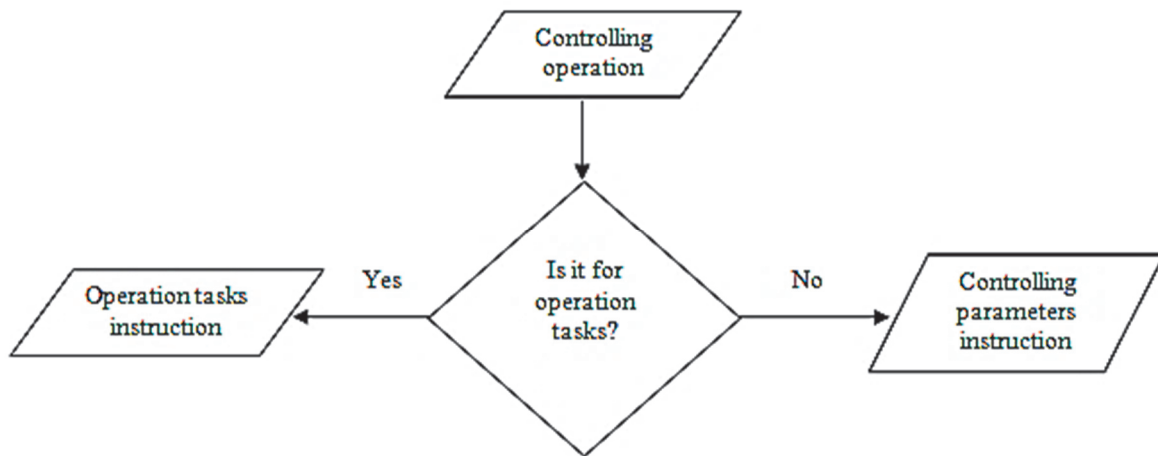 Controlling
operation
Is it for
operation
tasks?
Yes
No
Operation tasks
instruction
Controlling
parameters
instruction